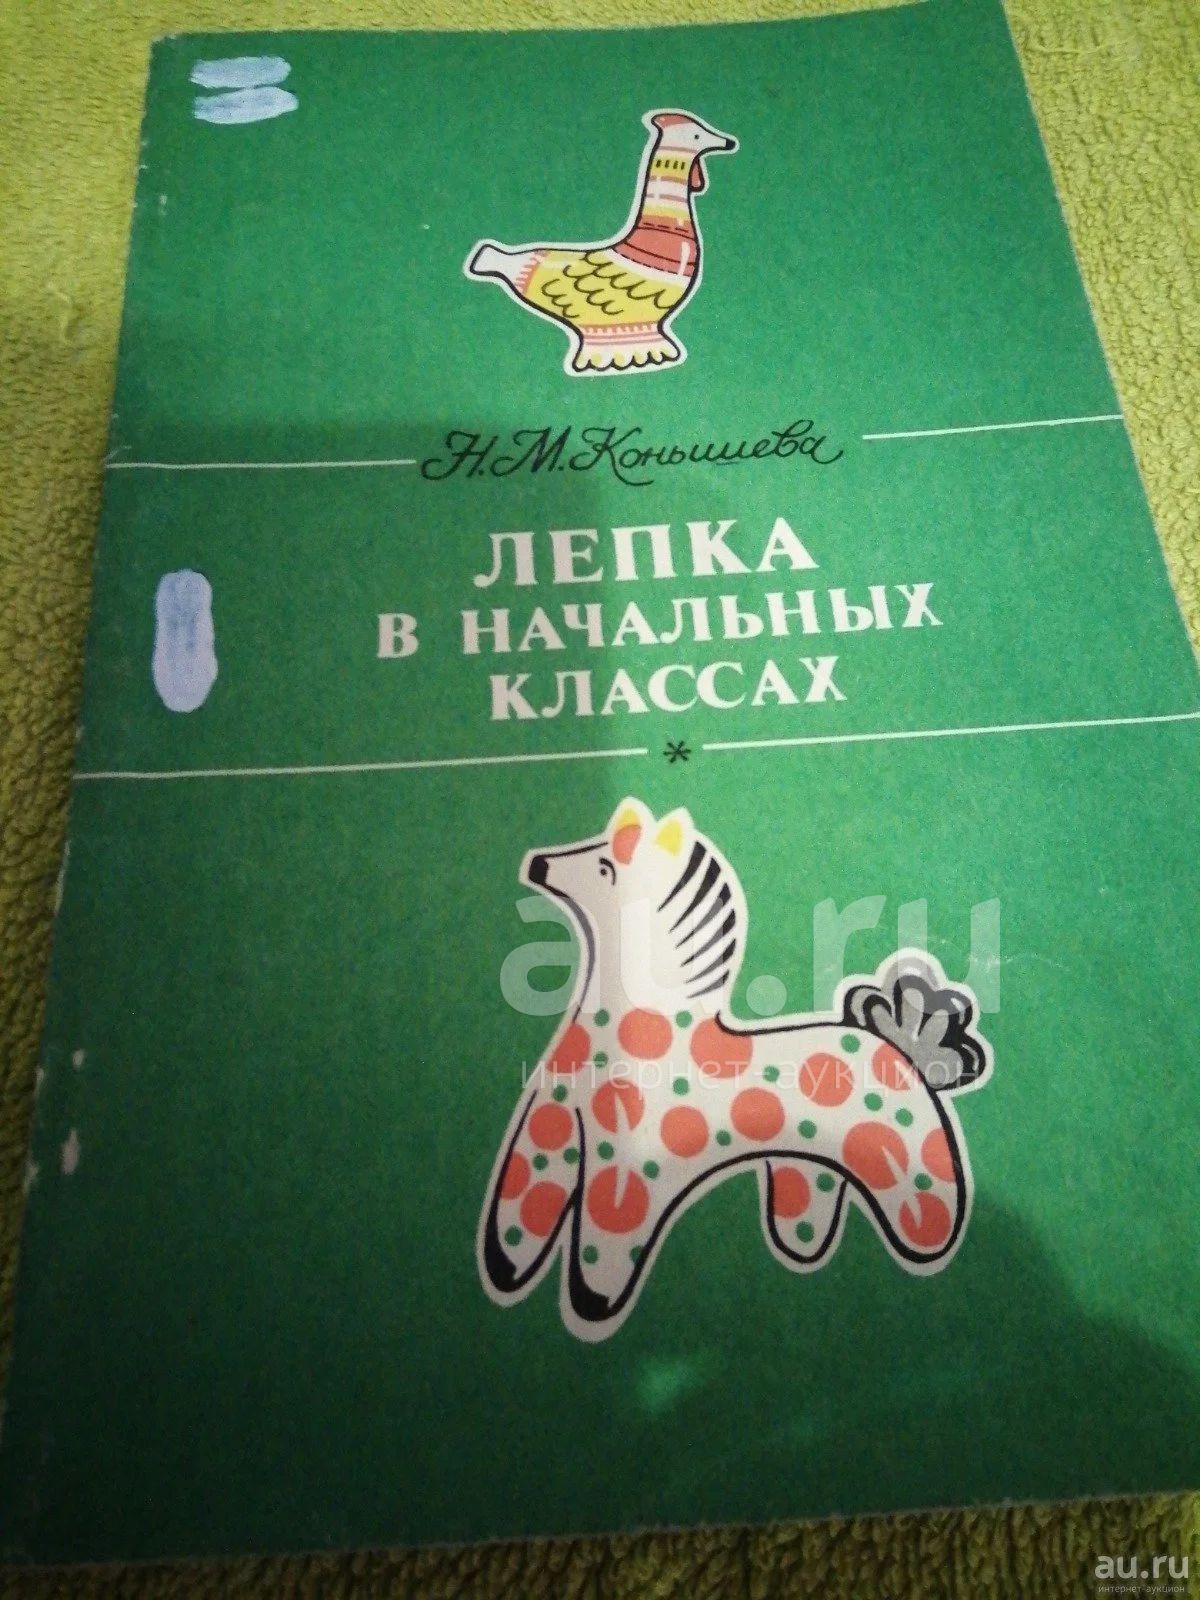 Н.М.Конышева
ЛЕПКА
В НАЧАЛЬНЫХ
КЛАССАХ
*
au.ru
интернет-аукцион
au.ru
интернет-аукцион